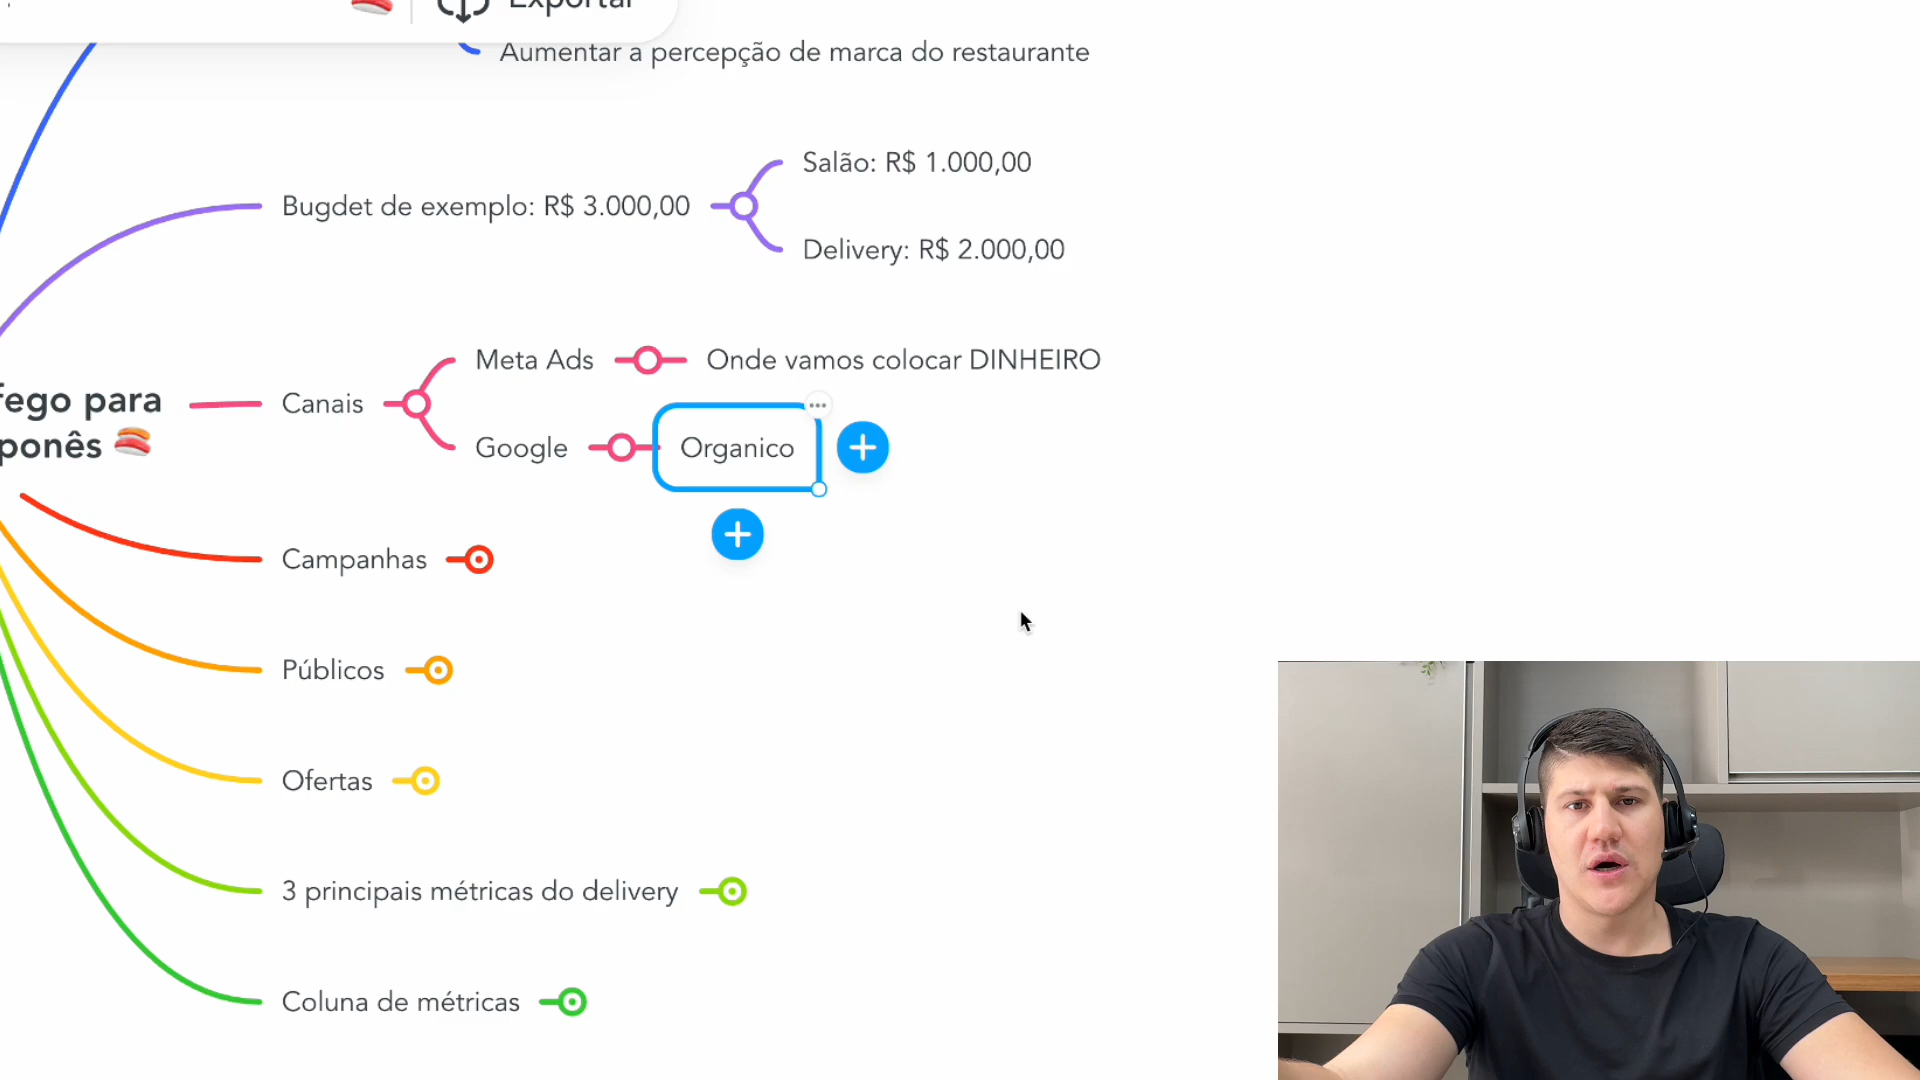 Exportar
Aumentar a percepção de marca do restaurante
Salão: R$ 1.000,00
Bugdet de exemplo: R$ 3.000,00
Delivery: R$ 2.000,00
Meta Ads
Onde vamos colocar DINHEIRO
fego para
ponês
Canais
Google
Organico
Campanhas
Públicos
Ofertas
3 principais métricas do delivery
Coluna de métricas